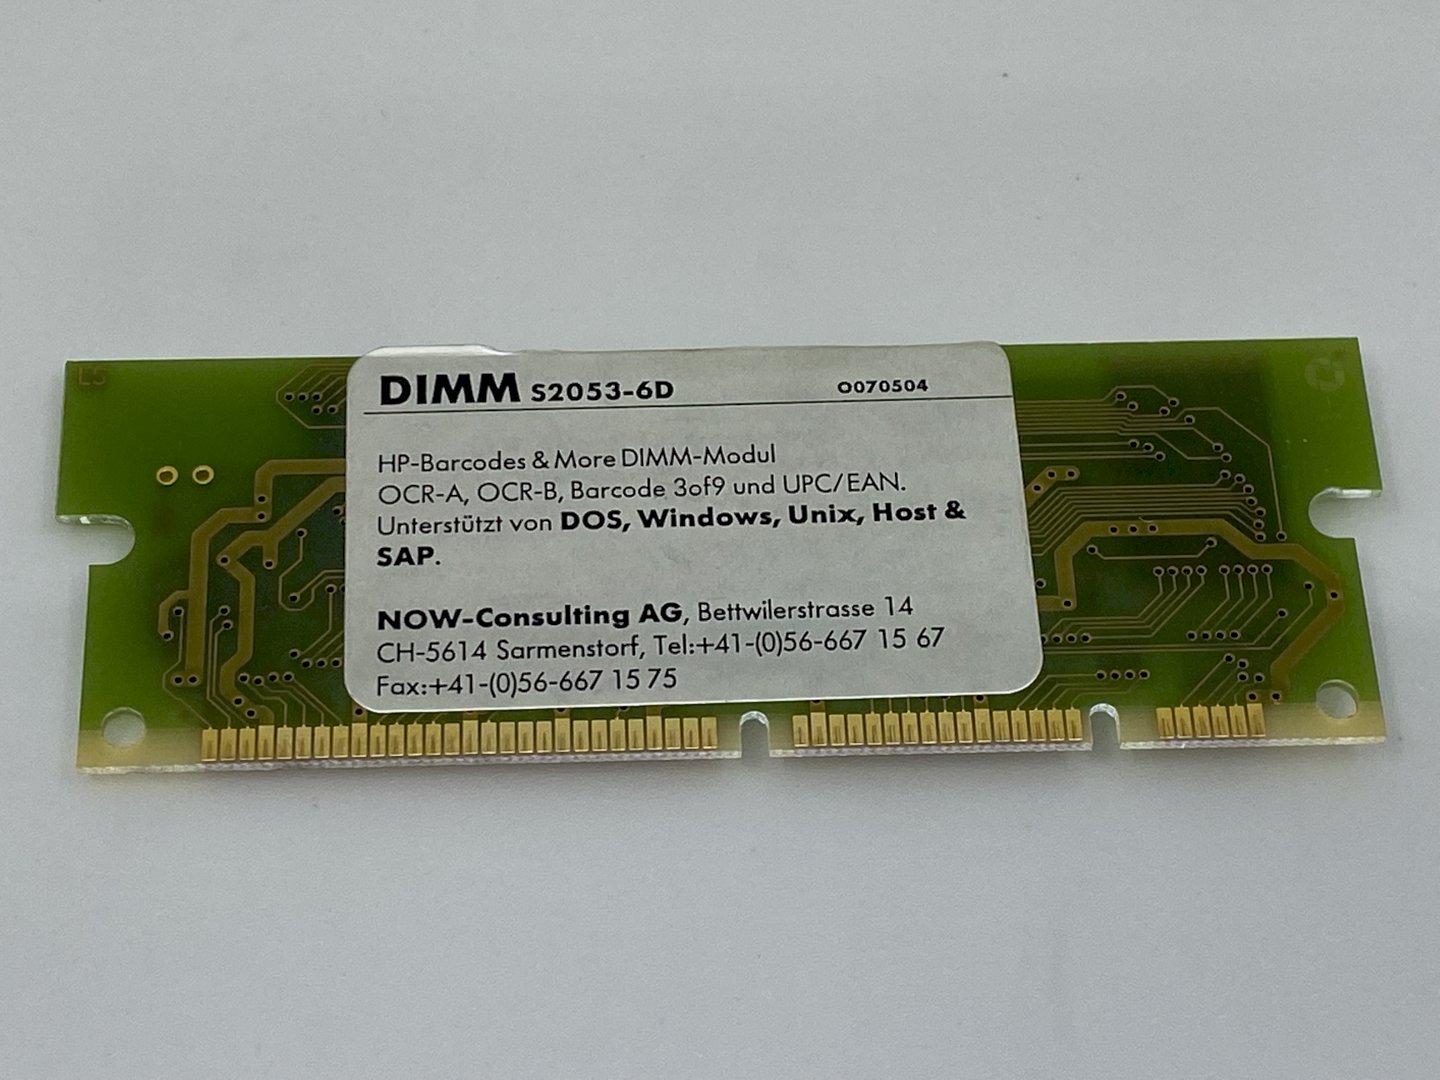 L5
DIMM S2053-6D O070504
HP-Barcodes & More DIMM-Modul
OCR-A, OCR-B, Barcode 3of9 und UPC/EAN.
Unterstützt von DOS, Windows, Unix, Host &
SAP.
NOW-Consulting AG, Bettwilerstrasse 14
CH-5614 Sarmenstorf, Tel:+41-(0)56-667 15 67
Fax:+41-(0)56-667 15 75